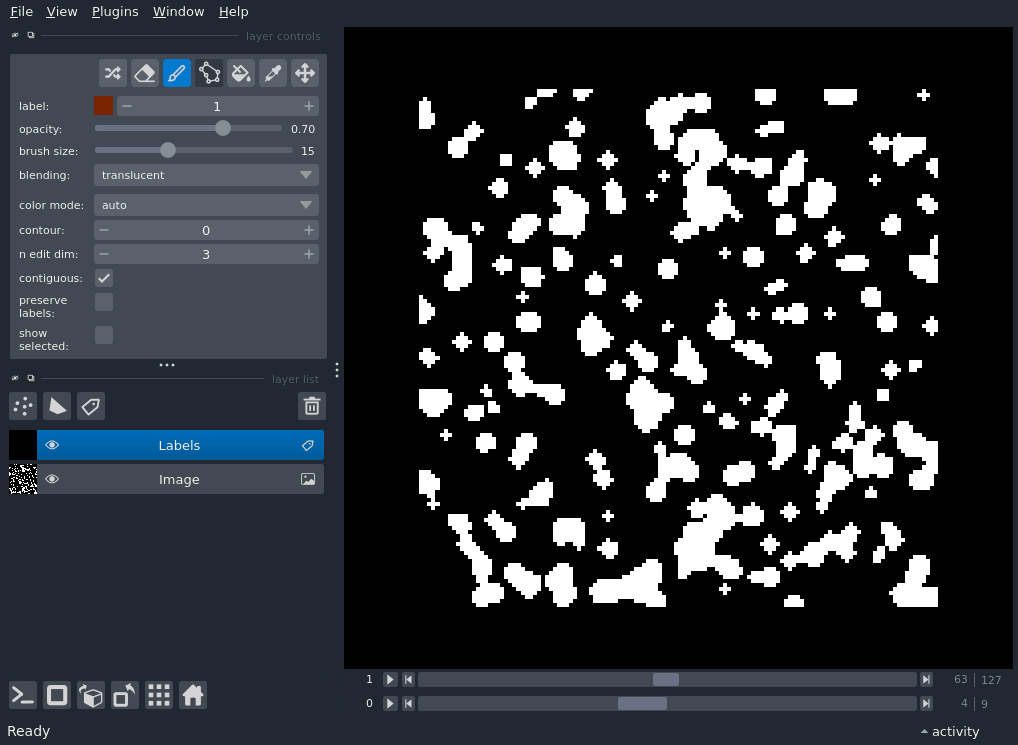 File View Plugins Window Help
layer controls
label: 1
opacity: 0.70
brush size: 15
blending: translucent
color mode: auto
contour: 0
n edit dim: 3
contiguous:
preserve
labels:
show
selected:
layer list
Labels
Image
1 63 127
0 4 9
Ready activity